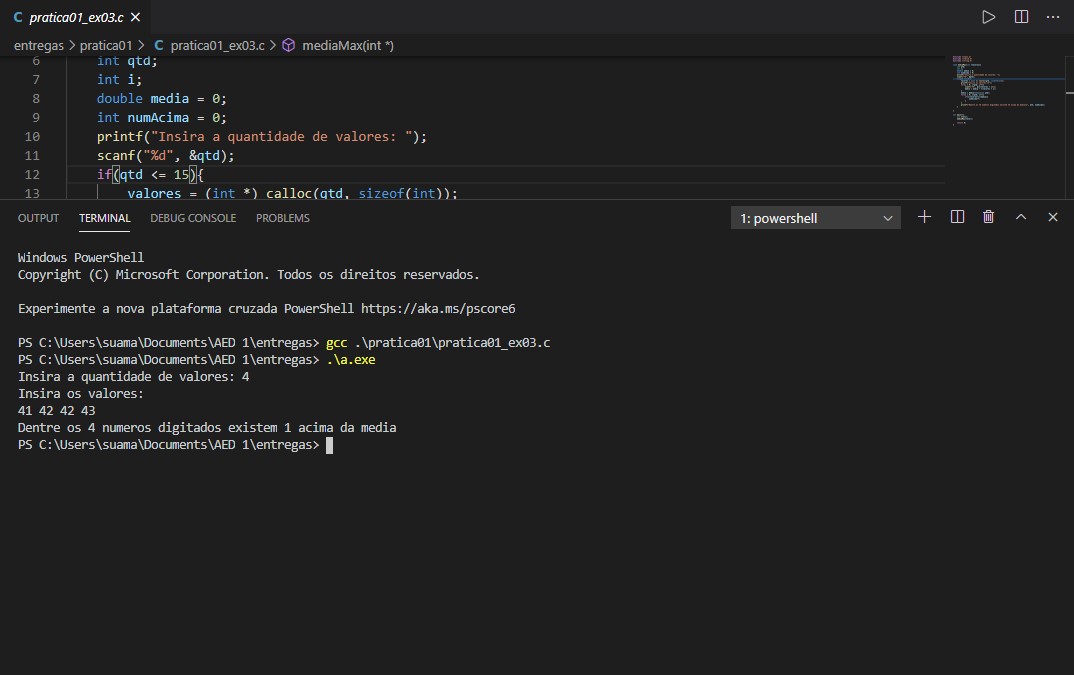 C pratica01_ex03.c
entregas > pratica01 > C pratica01_ex03.c > mediaMax(int *)
6 int qtd;
7 int i;
8 double media = 0;
9 int numAcima = 0;
10 printf("Insira a quantidade de valores: ");
11 scanf("%d", &qtd);
12 if(qtd <= 15){
13 valores = (int *) calloc(qtd, sizeof(int));
OUTPUT TERMINAL DEBUG CONSOLE PROBLEMS 1: powershell
Windows PowerShell
Copyright (C) Microsoft Corporation. Todos os direitos reservados.
Experimente a nova plataforma cruzada PowerShell https://aka.ms/pscore6
PS C:\Users\suama\Documents\AED 1\entregas> gcc .\pratica01\pratica01_ex03.c
PS C:\Users\suama\Documents\AED 1\entregas> .\a.exe
Insira a quantidade de valores: 4
Insira os valores:
41 42 42 43
Dentre os 4 numeros digitados existem 1 acima da media
PS C:\Users\suama\Documents\AED 1\entregas>